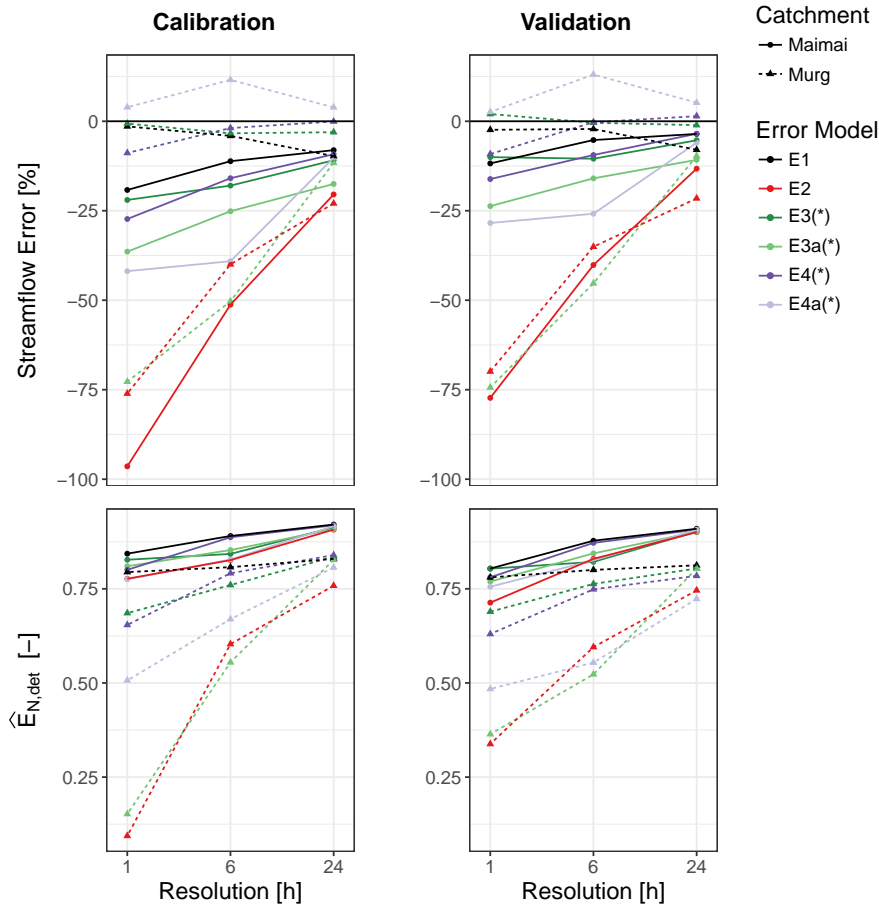 Calibration
Validation
Catchment
Maimai
Murg
Error Model
E1
E2
E3(*)
E3a(*)
E4(*)
E4a(*)
Streamflow Error [%]
0
−25
−50
−75
−100
0
−25
−50
−75
−100
Ê_N,det [−]
0.75
0.50
0.25
0.75
0.50
0.25
1 6 24
1 6 24
Resolution [h]
Resolution [h]